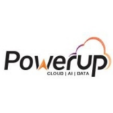 Powerup
CLOUD | AI | DATA